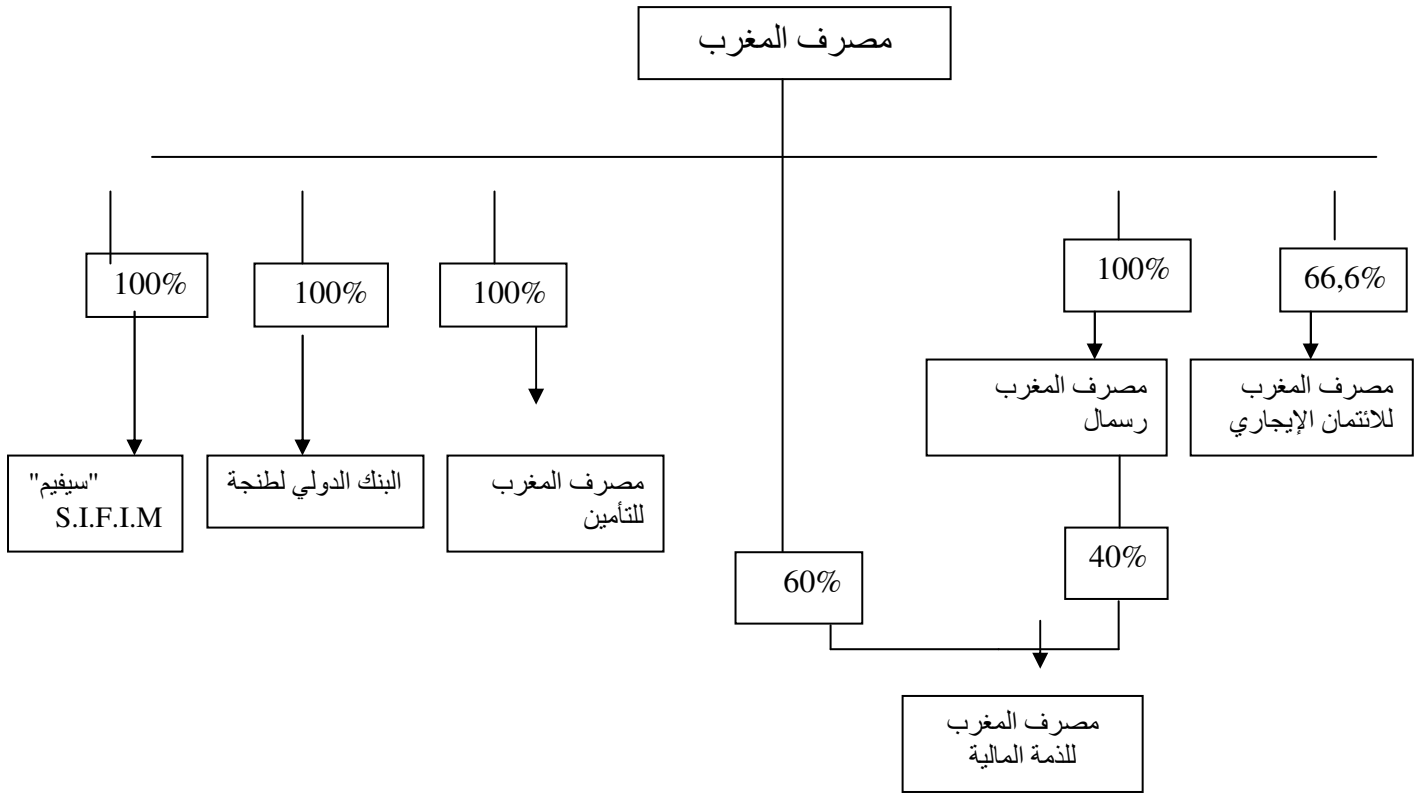 مصرف المغرب
66,6%
100%
100%
100%
100%
مصرف المغرب
للائتمان الإيجاري
مصرف المغرب
رسمال
مصرف المغرب
للتأمين
البنك الدولي لطنجة
"سيفيم"
S.I.F.I.M
40%
60%
مصرف المغرب
للذمة المالية